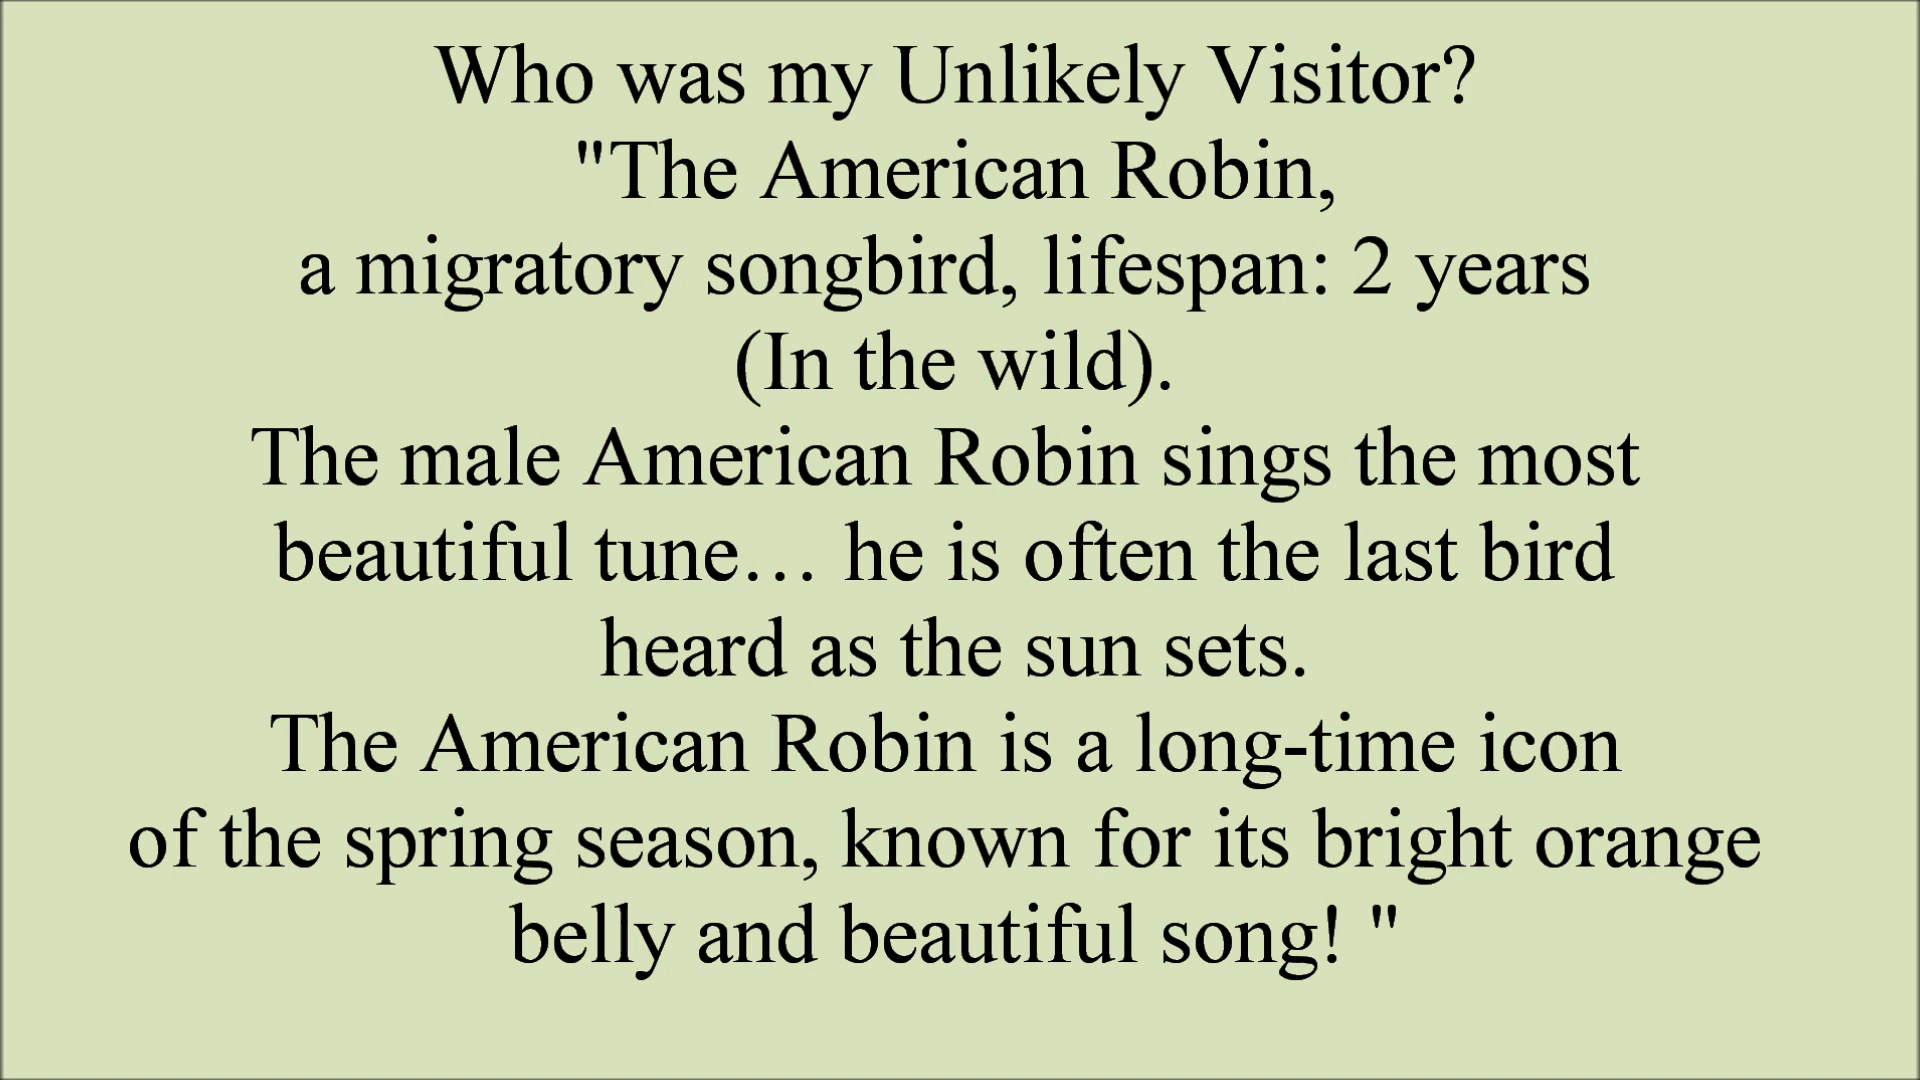 Who was my Unlikely Visitor?
"The American Robin,
a migratory songbird, lifespan: 2 years
(In the wild).
The male American Robin sings the most
beautiful tune… he is often the last bird
heard as the sun sets.
The American Robin is a long-time icon
of the spring season, known for its bright orange
belly and beautiful song! "